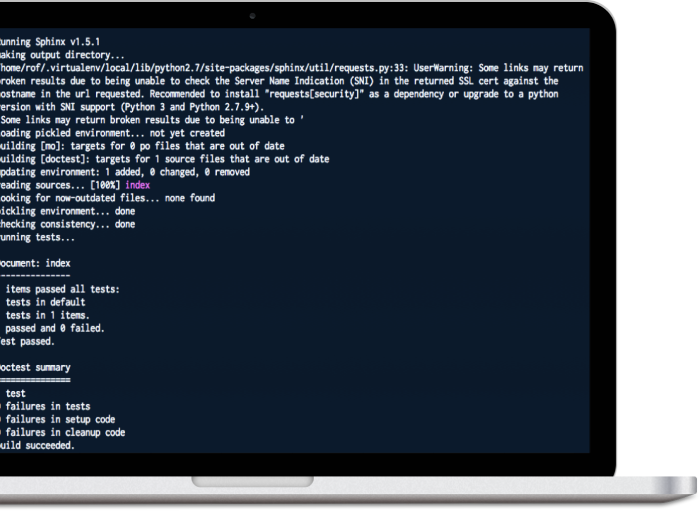 unning Sphinx v1.5.1
aking output directory...
home/rof/.virtualenv/local/lib/python2.7/site-packages/sphinx/util/requests.py:33: UserWarning: Some links may return
roken results due to being unable to check the Server Name Indication (SNI) in the returned SSL cert against the
ostname in the url requested. Recommended to install "requests[security]" as a dependency or upgrade to a python
ersion with SNI support (Python 3 and Python 2.7.9+).
Some links may return broken results due to being unable to '
oading pickled environment... not yet created
uilding [mo]: targets for 0 po files that are out of date
uilding [doctest]: targets for 1 source files that are out of date
pdating environment: 1 added, 0 changed, 0 removed
eading sources... [100%] index
ooking for now-outdated files... none found
ickling environment... done
hecking consistency... done
unning tests...
ocument: index
---------------
items passed all tests:
tests in default
tests in 1 items.
passed and 0 failed.
est passed.
octest summary
==============
test
failures in tests
failures in setup code
failures in cleanup code
uild succeeded.